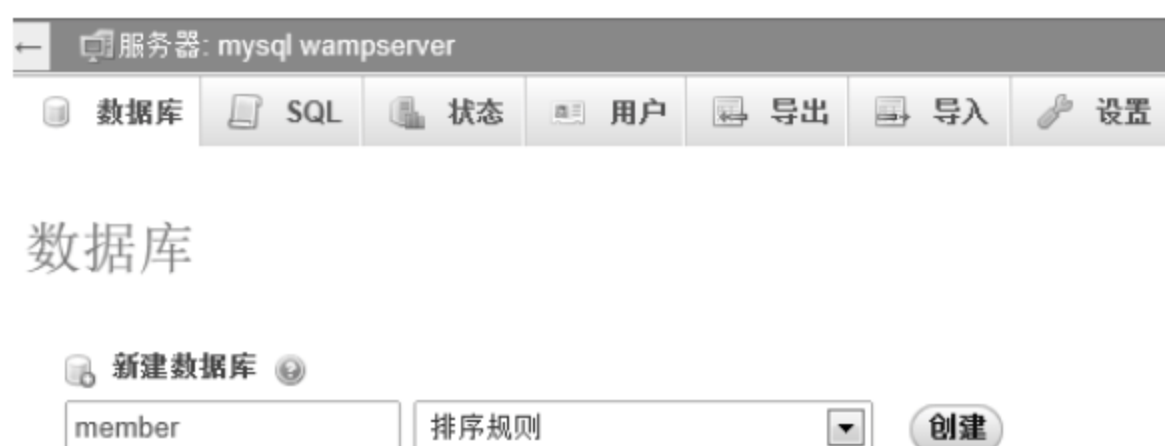 服务器: mysql wampserver
数据库 SQL 状态 用户 导出 导入 设置
数据库
新建数据库
member 排序规则 创建